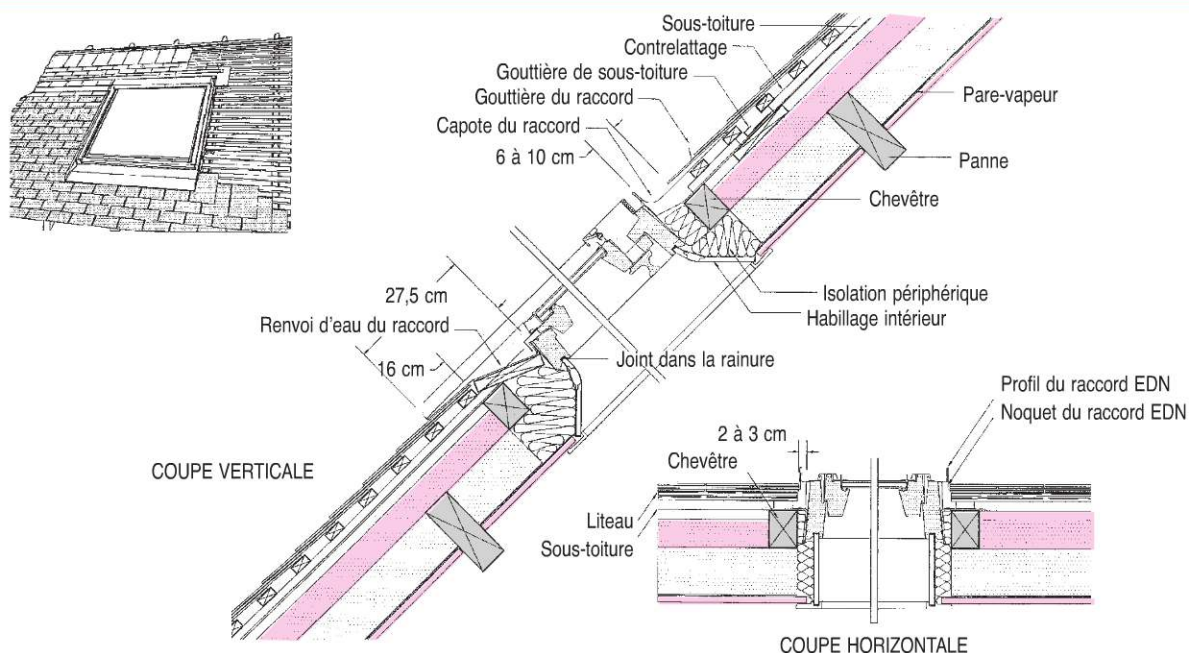 Sous-toiture
Contrelattage
Gouttière de sous-toiture
Gouttière du raccord
Capote du raccord
6 à 10 cm
Pare-vapeur
Panne
Chevêtre
Isolation périphérique
Habillage intérieur
27,5 cm
Renvoi d'eau du raccord
16 cm
Joint dans la rainure
COUPE VERTICALE
Profil du raccord EDN
Noquet du raccord EDN
2 à 3 cm
Chevêtre
Liteau
Sous-toiture
COUPE HORIZONTALE